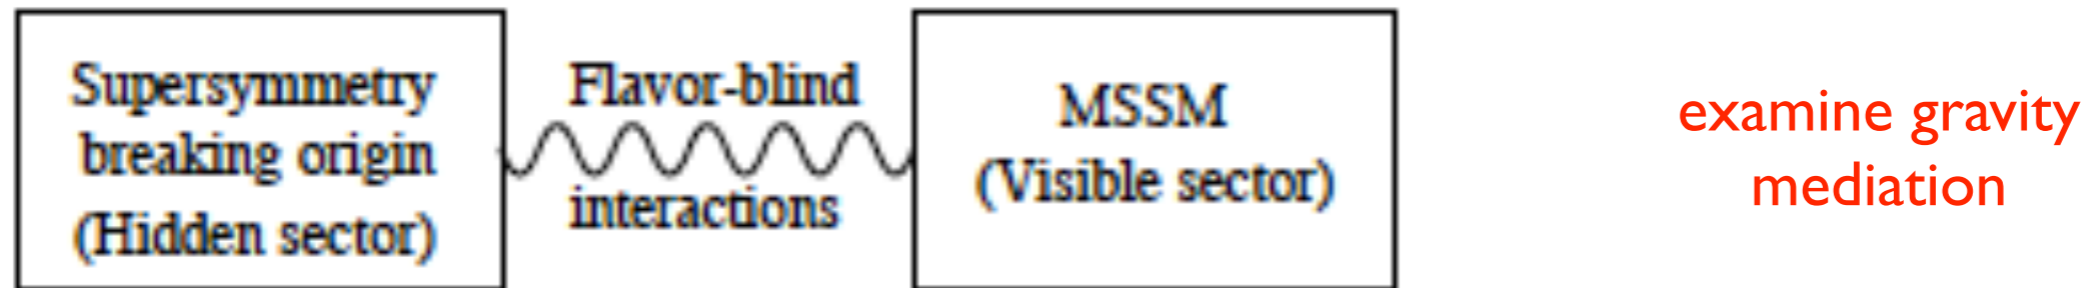 Supersymmetry
breaking origin
(Hidden sector)
Flavor-blind
interactions
MSSM
(Visible sector)
examine gravity
mediation